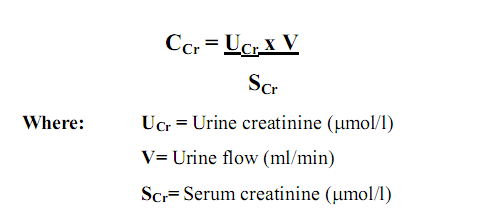 CCr = UCr x V
SCr
Where: UCr = Urine creatinine (μmol/l)
V= Urine flow (ml/min)
SCr= Serum creatinine (μmol/l)